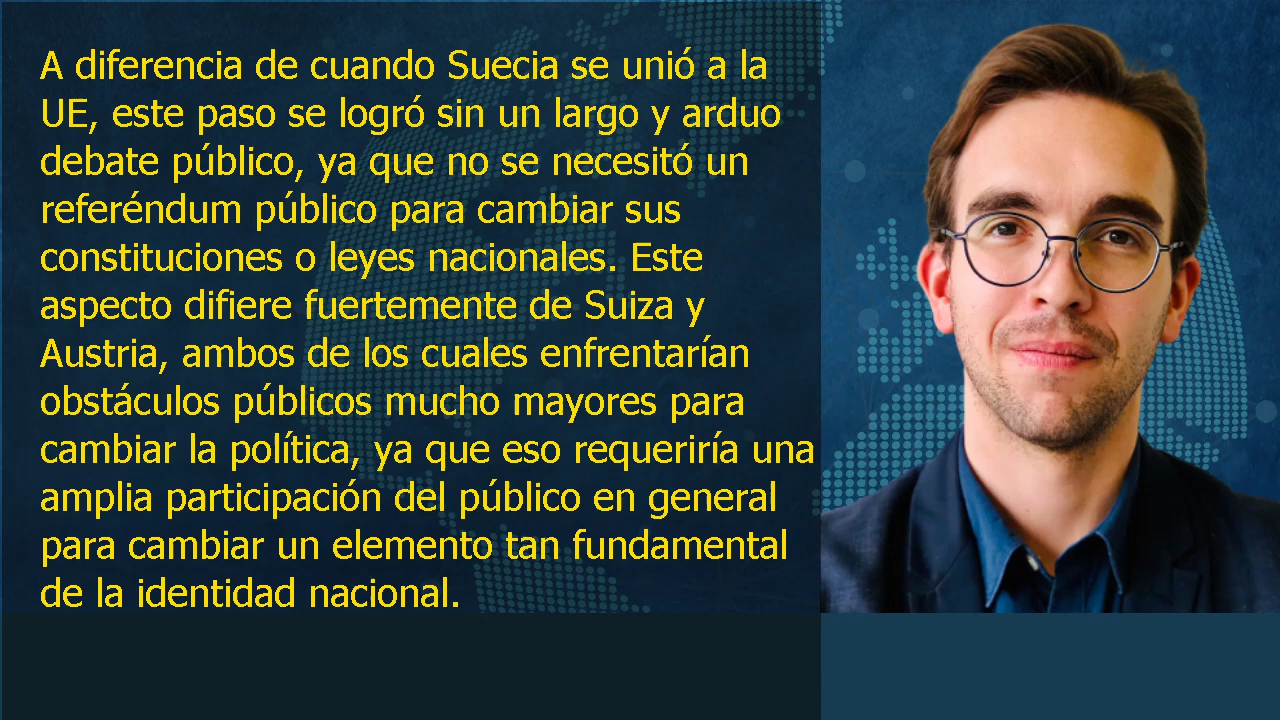 A diferencia de cuando Suecia se unió a la
UE, este paso se logró sin un largo y arduo
debate público, ya que no se necesitó un
referéndum público para cambiar sus
constituciones o leyes nacionales. Este
aspecto difiere fuertemente de Suiza y
Austria, ambos de los cuales enfrentarían
obstáculos públicos mucho mayores para
cambiar la política, ya que eso requeriría una
amplia participación del público en general
para cambiar un elemento tan fundamental
de la identidad nacional.